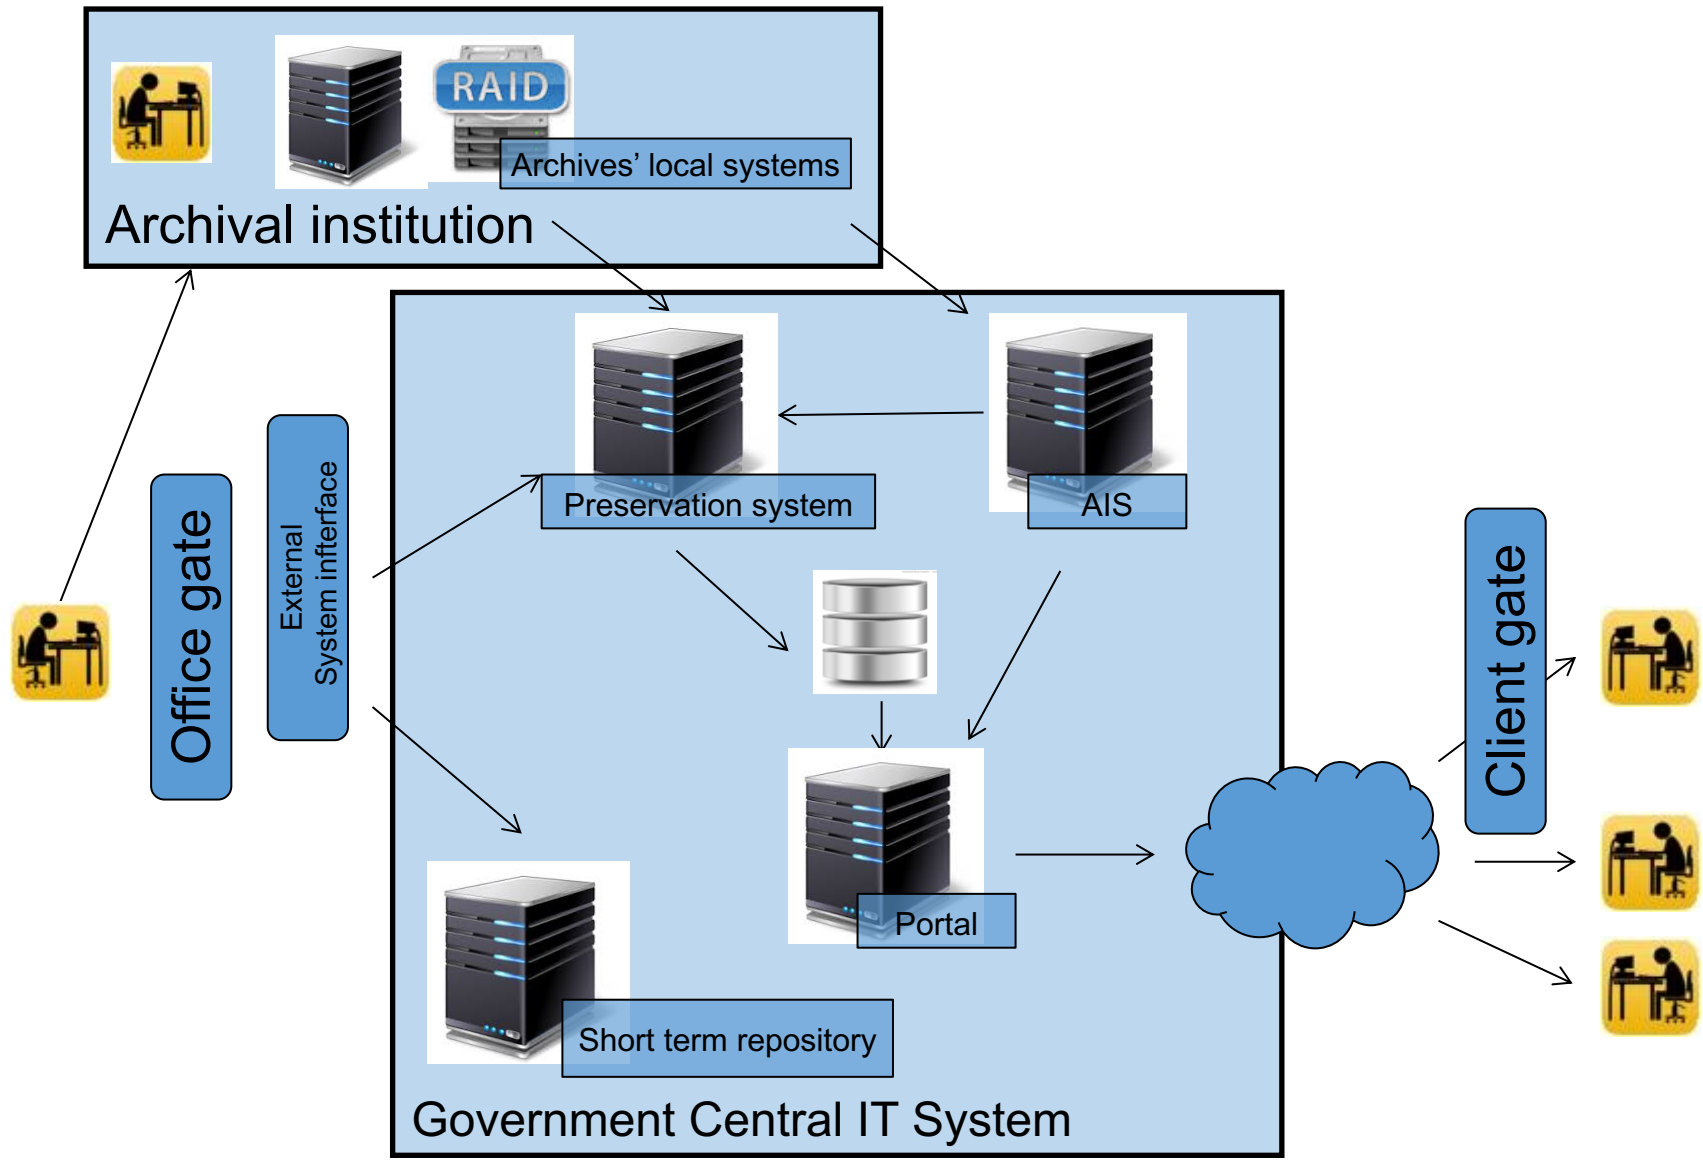 RAID
Archives’ local systems
Archival institution
Office gate
External
System infterface
Preservation system
AIS
Client gate
Portal
Short term repository
Government Central IT System